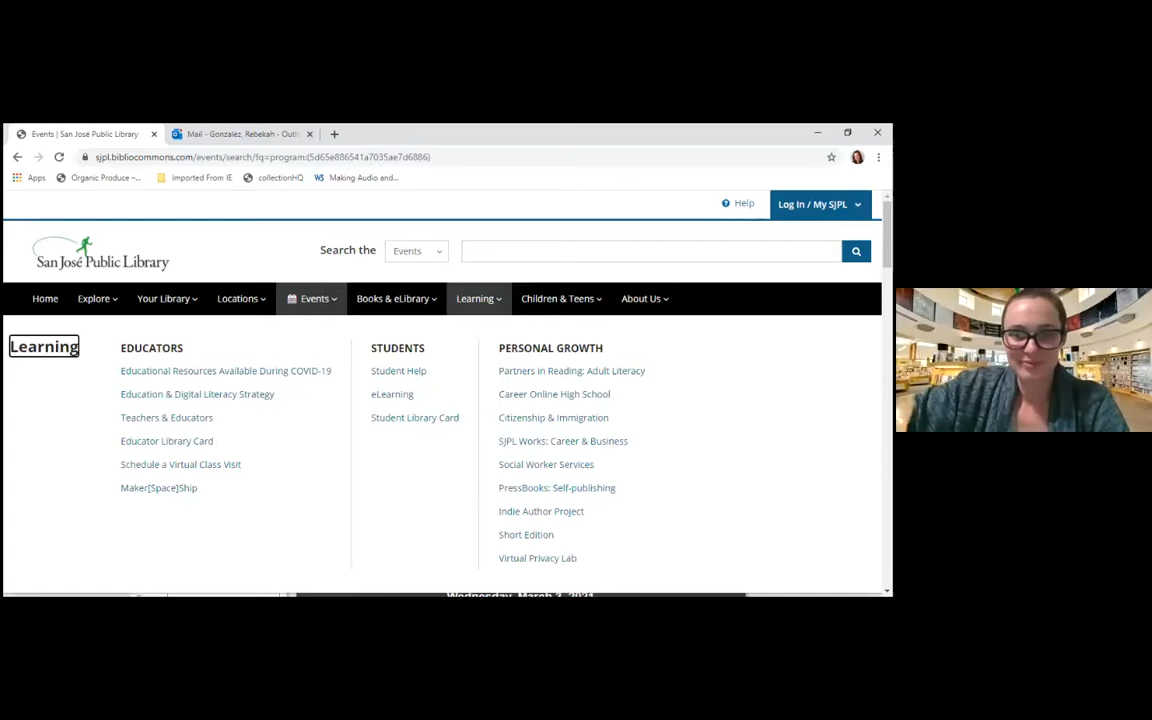 Events | San José Public Library
Mail - Gonzalez, Rebekah - Outl
sjpl.bibliocommons.com/events/search/fq=program:(5d65e886541a7035ae7d6886)
Apps
Organic Produce –...
Imported From IE
collectionHQ
Making Audio and...
Help
Log In / My SJPL
San José Public Library
Search the
Events
Home
Explore
Your Library
Locations
Events
Books & eLibrary
Learning
Children & Teens
About Us
Learning
EDUCATORS
Educational Resources Available During COVID-19
Education & Digital Literacy Strategy
Teachers & Educators
Educator Library Card
Schedule a Virtual Class Visit
Maker[Space]Ship
STUDENTS
Student Help
eLearning
Student Library Card
PERSONAL GROWTH
Partners in Reading: Adult Literacy
Career Online High School
Citizenship & Immigration
SJPL Works: Career & Business
Social Worker Services
PressBooks: Self-publishing
Indie Author Project
Short Edition
Virtual Privacy Lab
Wednesday, March 3, 2021